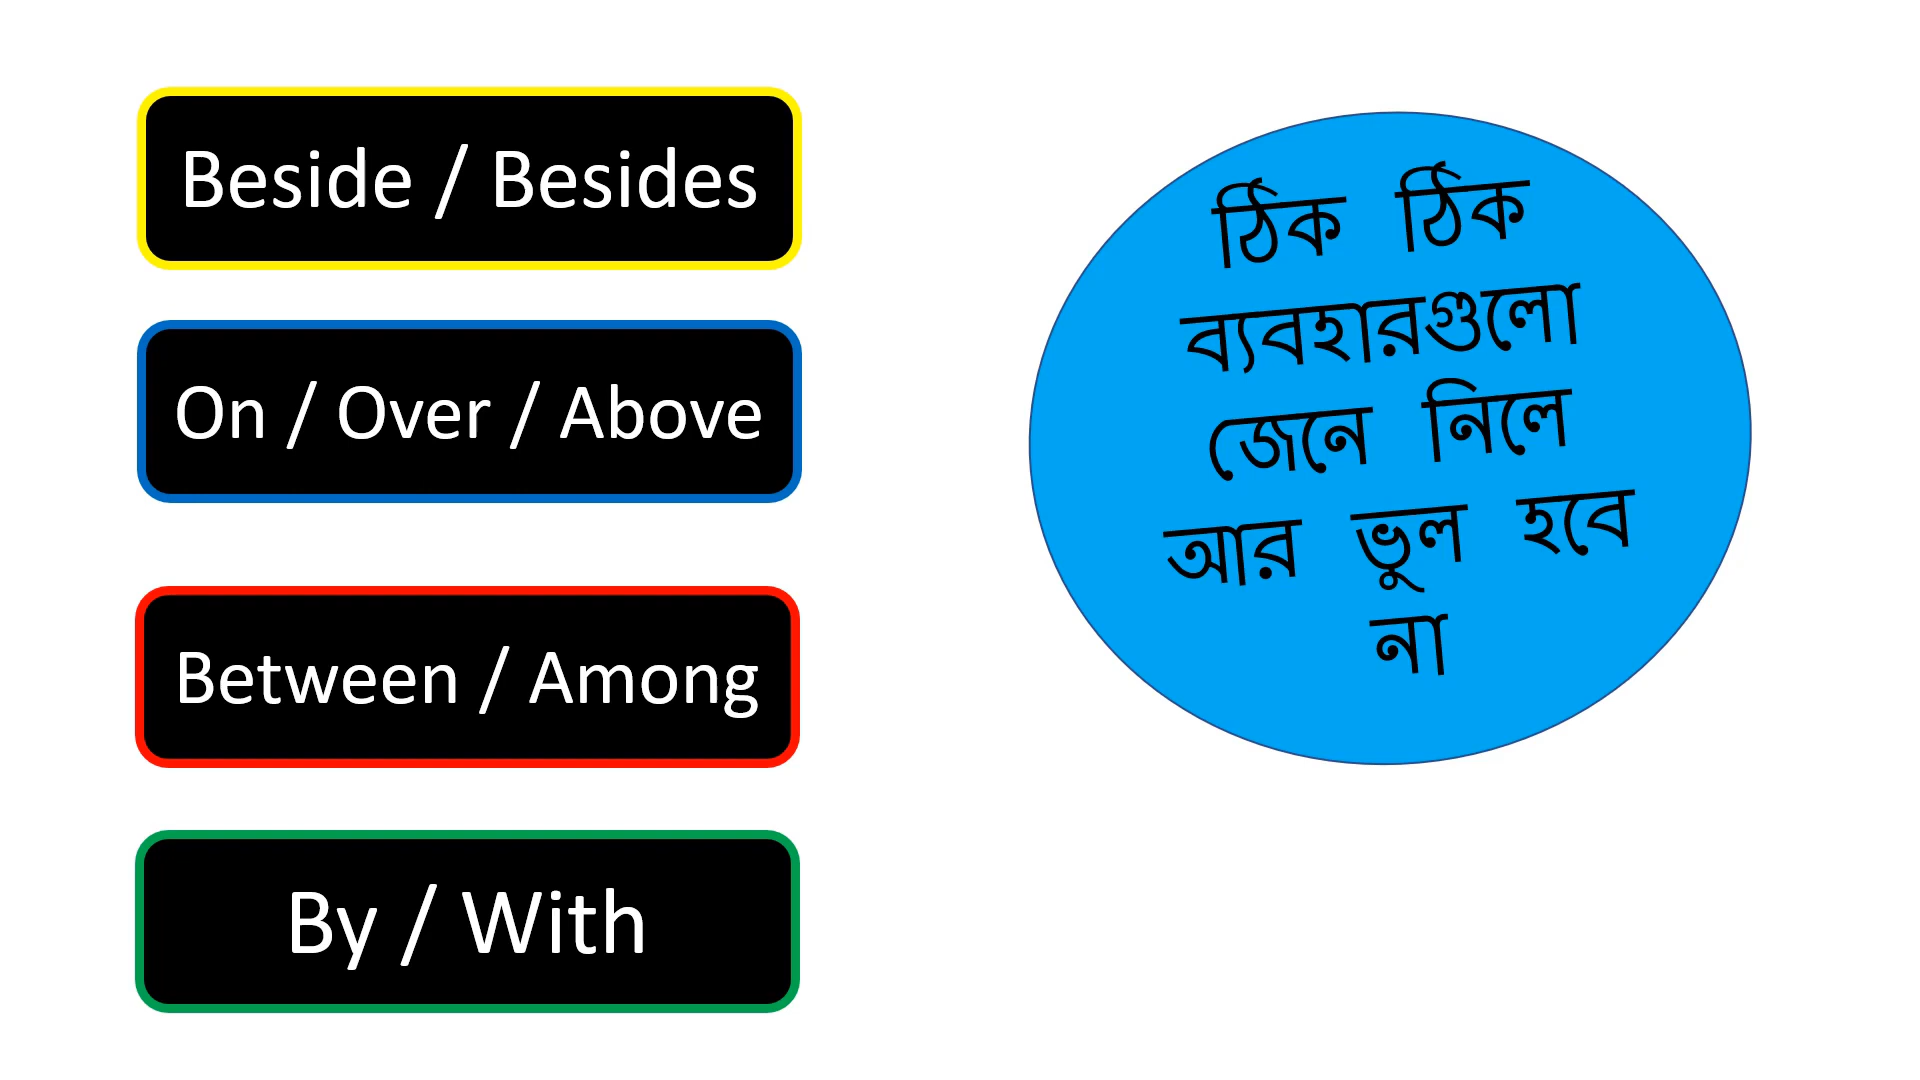 Beside / Besides
On / Over / Above
Between / Among
By / With
ঠিক ঠিক
ব্যবহারগুলো
জেনে নিলে
আর ভুল হবে
না